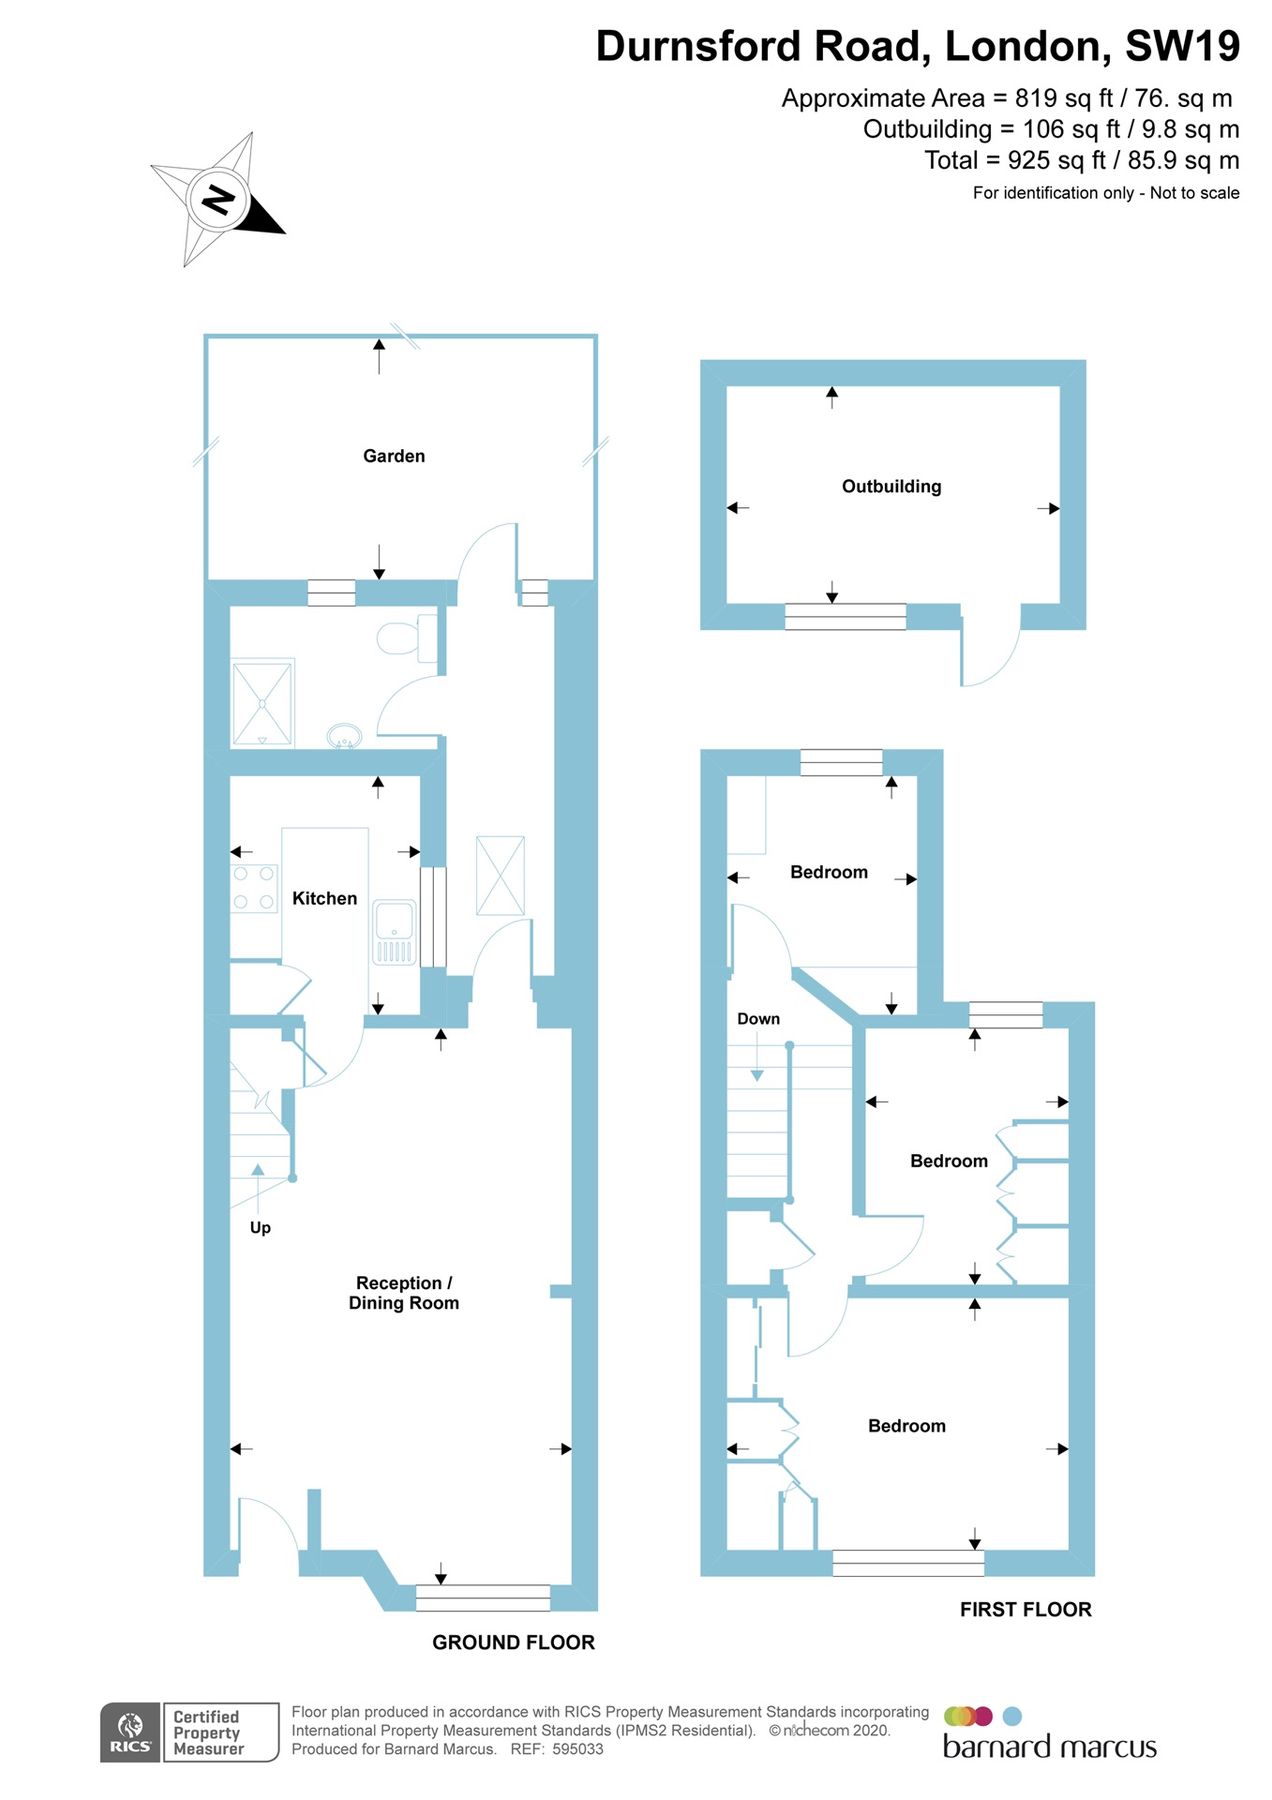 Durnsford Road, London, SW19
Approximate Area = 819 sq ft / 76. sq m
Outbuilding = 106 sq ft / 9.8 sq m
Total = 925 sq ft / 85.9 sq m
For identification only - Not to scale
N
Garden
Outbuilding
Kitchen
Bedroom
Down
Up
Bedroom
Reception /
Dining Room
Bedroom
FIRST FLOOR
GROUND FLOOR
RICS
Certified
Property
Measurer
Floor plan produced in accordance with RICS Property Measurement Standards incorporating
International Property Measurement Standards (IPMS2 Residential). © nichecom 2020.
Produced for Barnard Marcus. REF: 595033
barnard marcus